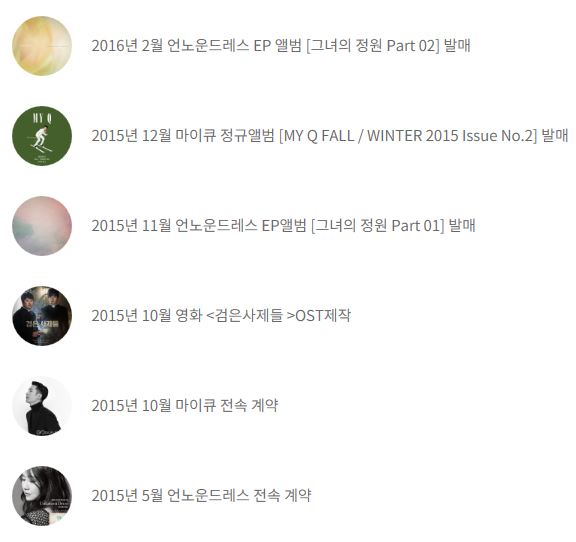 2016년 2월 언노운드레스 EP 앨범 [그녀의 정원 Part 02] 발매
MY Q
2015년 12월 마이큐 정규앨범 [MY Q FALL / WINTER 2015 Issue No.2] 발매
2015년 11월 언노운드레스 EP앨범 [그녀의 정원 Part 01] 발매
검은 사제들
2015년 10월 영화 <검은사제들 >OST제작
2015년 10월 마이큐 전속 계약
2015년 5월 언노운드레스 전속 계약